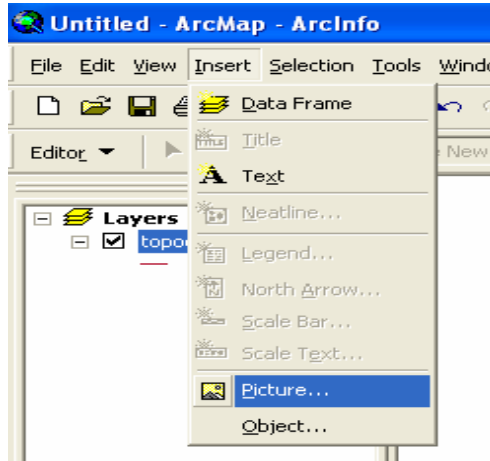 Untitled - ArcMap - ArcInfo
File Edit View Insert Selection Tools
Data Frame
Title
Editor New
Text
Layers
Neatline...
Legend...
North Arrow...
Scale Bar...
Scale Text...
Picture...
Object...